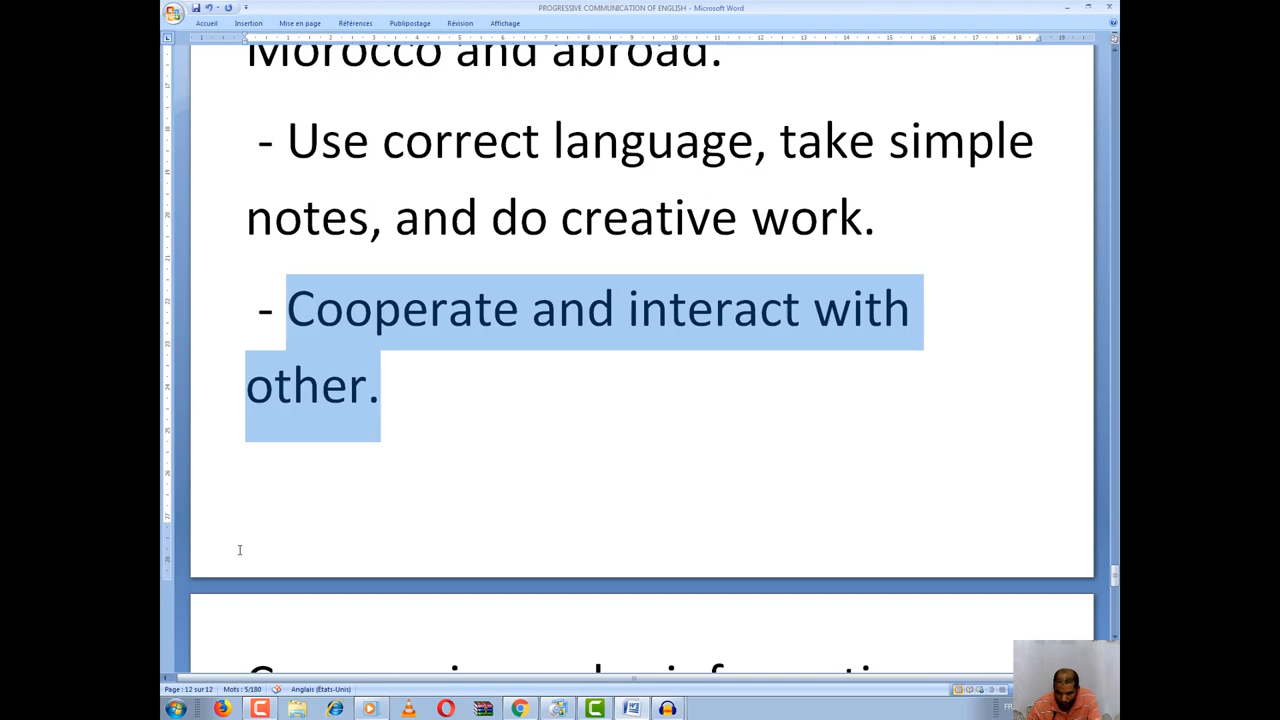 PROGRESSIVE COMMUNICATION OF ENGLISH - Microsoft Word
Accueil Insertion Mise en page Références Publipostage Révision Affichage
Morocco and abroad.
- Use correct language, take simple
notes, and do creative work.
- Cooperate and interact with
other.
Page : 12 sur 12 Mots : 5/180 Anglais (États-Unis)
FR